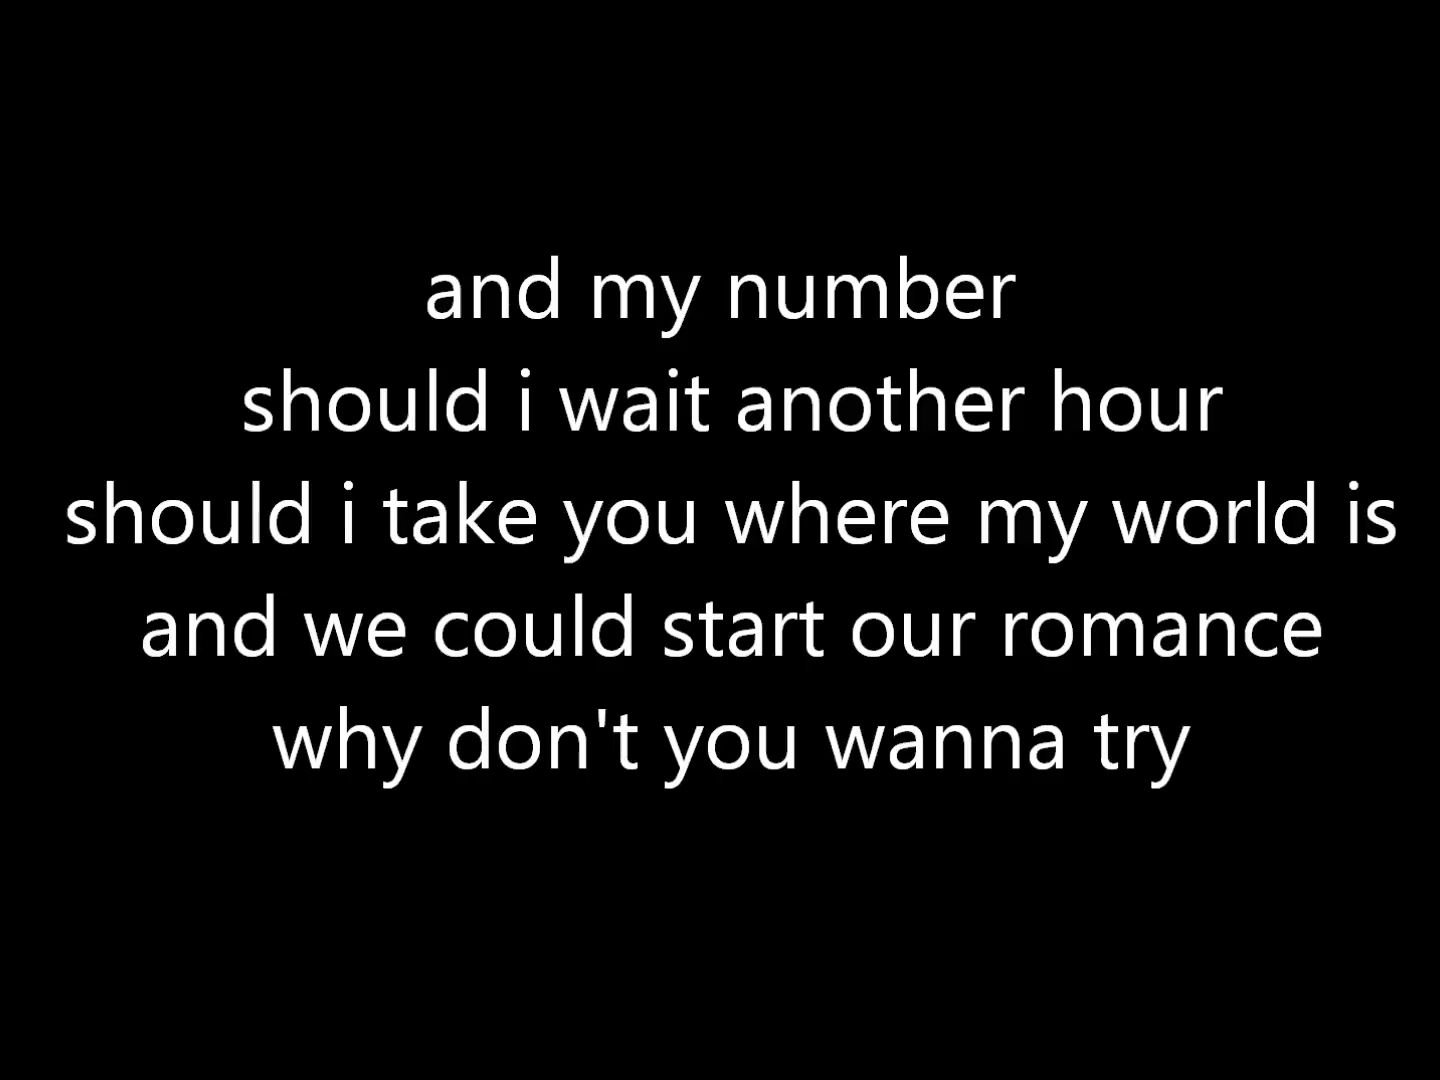 and my number
should i wait another hour
should i take you where my world is
and we could start our romance
why don't you wanna try